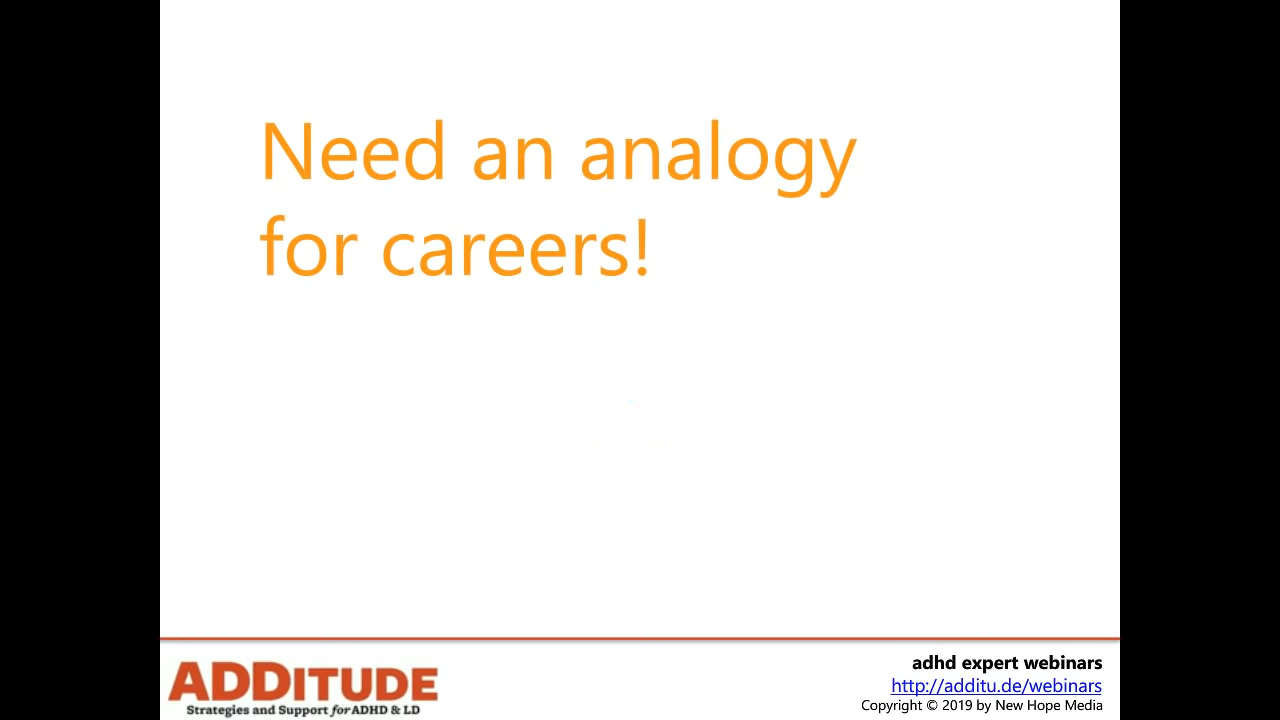 Need an analogy
for careers!
ADDITUDE
Strategies and Support for ADHD & LD
adhd expert webinars
http://additu.de/webinars
Copyright © 2019 by New Hope Media